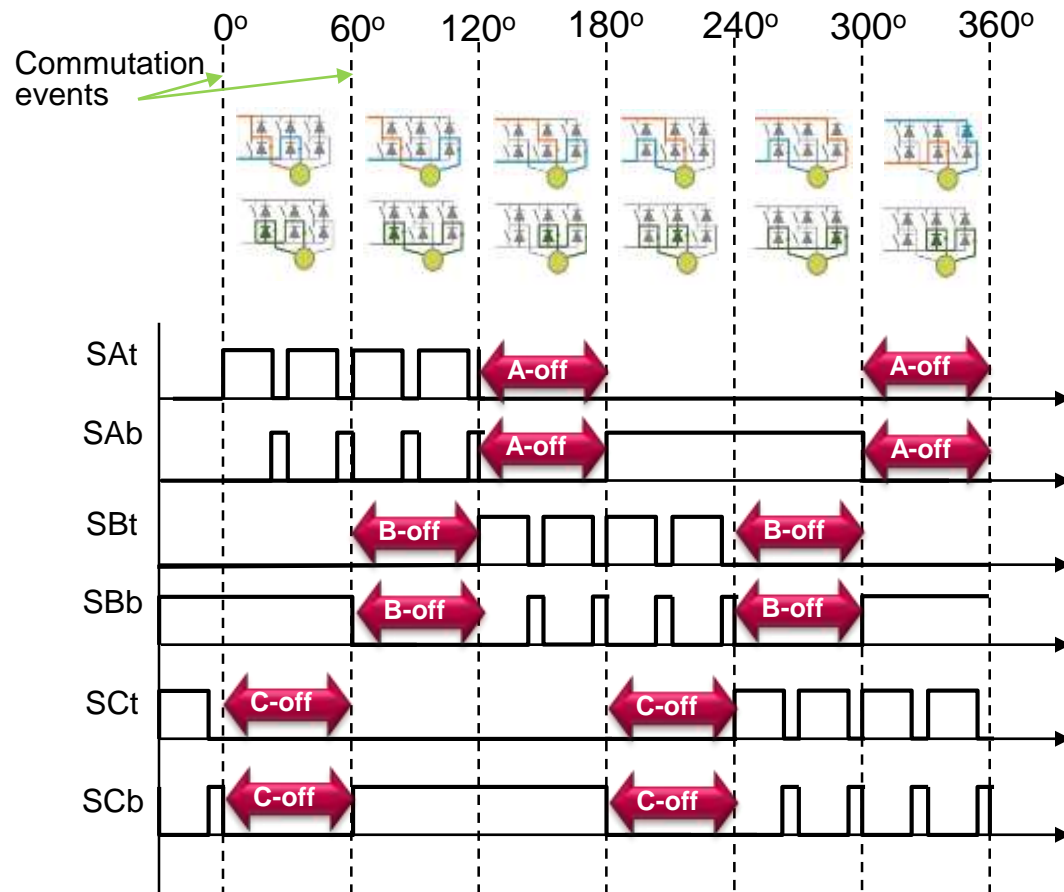 0º 60º 120º 180º 240º 300º 360º
Commutation
events
SAt
A-off A-off
SAb
A-off A-off
SBt
B-off B-off
SBb
B-off B-off
SCt
C-off C-off
SCb
C-off C-off